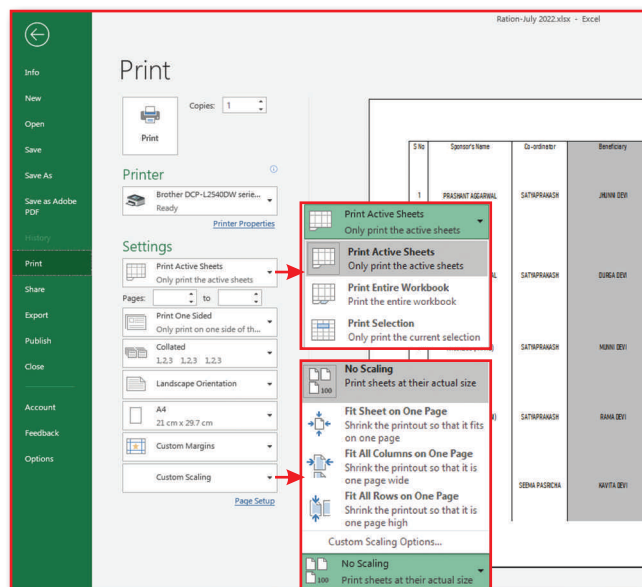 Ration-July 2022.xlsx - Excel
Info
New
Open
Save
Save As
Save as Adobe
PDF
History
Print
Share
Export
Publish
Close
Account
Feedback
Options
Print
Copies: 1
Print
Printer
Brother DCP-L2540DW serie...
Ready
Printer Properties
Settings
Print Active Sheets
Only print the active sheets
Pages: to
Print One Sided
Only print on one side of th...
Collated
1,2,3 1,2,3 1,2,3
Landscape Orientation
A4
21 cm x 29.7 cm
Custom Margins
Custom Scaling
Page Setup
Print Active Sheets
Only print the active sheets
Print Active Sheets
Only print the active sheets
Print Entire Workbook
Print the entire workbook
Print Selection
Only print the current selection
No Scaling
100
Print sheets at their actual size
Fit Sheet on One Page
Shrink the printout so that it fits
on one page
Fit All Columns on One Page
Shrink the printout so that it is
one page wide
Fit All Rows on One Page
Shrink the printout so that it is
one page high
Custom Scaling Options...
No Scaling
100
Print sheets at their actual size
S No Sponsor's Name Co-ordinator Beneficiary
1 PRASHANT AGGARWAL SATYAPRAKASH JHUNNI DEVI
SATYAPRAKASH DURGA DEVI
SATYAPRAKASH MUNNI DEVI
SATYAPRAKASH RAMA DEVI
SEEMA PASRICHA KAVITA DEVI